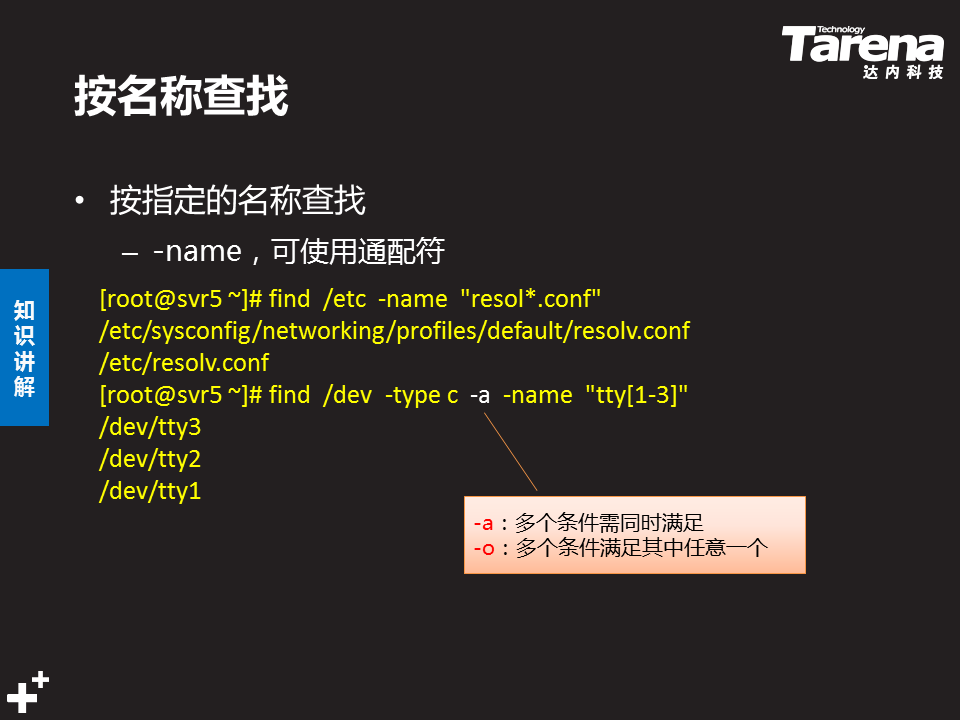 Technology
Tarena
达内科技
按名称查找
• 按指定的名称查找
– -name，可使用通配符
知识讲解
[root@svr5 ~]# find /etc -name "resol*.conf"
/etc/sysconfig/networking/profiles/default/resolv.conf
/etc/resolv.conf
[root@svr5 ~]# find /dev -type c -a -name "tty[1-3]"
/dev/tty3
/dev/tty2
/dev/tty1
-a：多个条件需同时满足
-o：多个条件满足其中任意一个